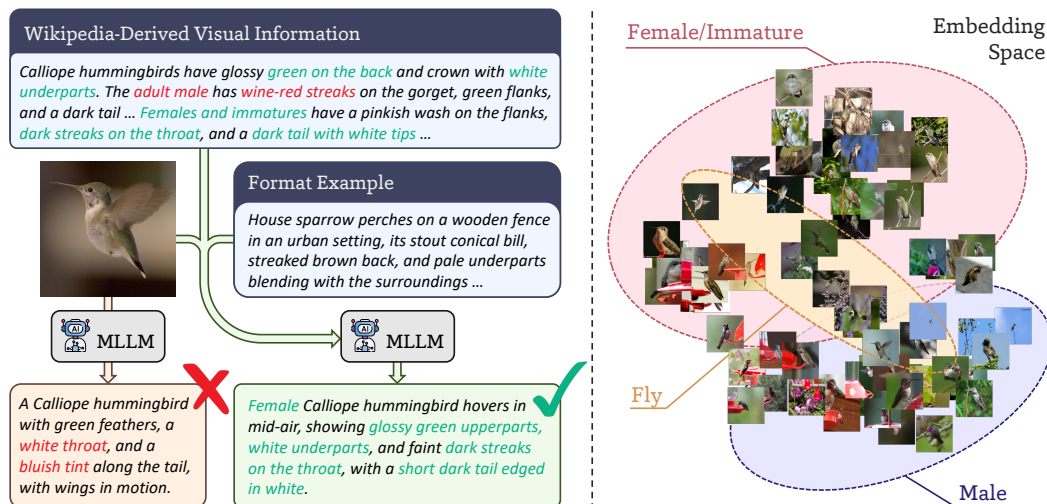 Wikipedia-Derived Visual Information
Calliope hummingbirds have glossy green on the back and crown with white
underparts. The adult male has wine-red streaks on the gorget, green flanks,
and a dark tail ... Females and immatures have a pinkish wash on the flanks,
dark streaks on the throat, and a dark tail with white tips ...
Format Example
House sparrow perches on a wooden fence
in an urban setting, its stout conical bill,
streaked brown back, and pale underparts
blending with the surroundings ...
AI
MLLM
AI
MLLM
A Calliope hummingbird
with green feathers, a
white throat, and a
bluish tint along the tail,
with wings in motion.
Female Calliope hummingbird hovers in
mid-air, showing glossy green upperparts,
white underparts, and faint dark streaks
on the throat, with a short dark tail edged
in white.
Female/Immature
Embedding
Space
Fly
Male